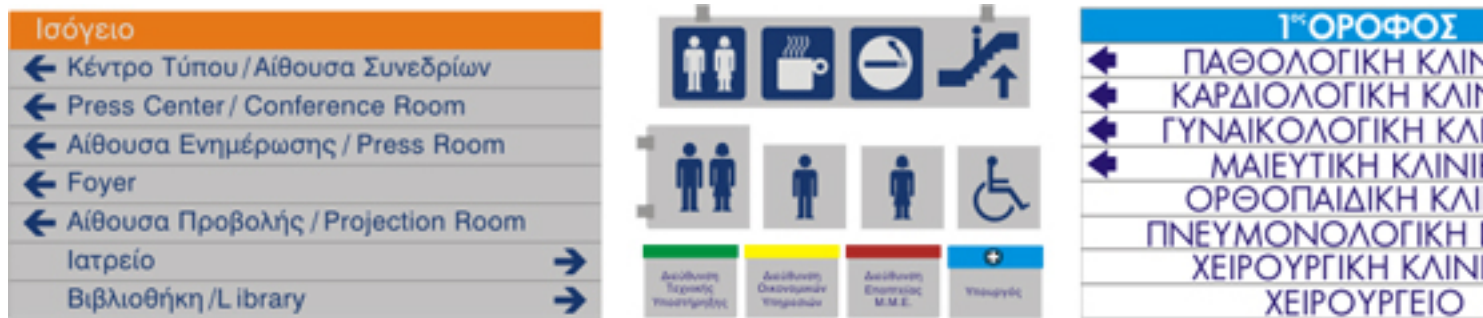 Ισόγειο
Κέντρο Τύπου / Αίθουσα Συνεδρίων
Press Center / Conference Room
Αίθουσα Ενημέρωσης / Press Room
Foyer
Αίθουσα Προβολής / Projection Room
Ιατρείο
Βιβλιοθήκη / Library
Διεύθυνση
Τεχνικής
Υποστήριξης
Διεύθυνση
Οικονομικών
Υπηρεσιών
Διεύθυνση
Εποπτείας
Μ.Μ.Ε.
Υπουργός
1ος ΟΡΟΦΟΣ
ΠΑΘΟΛΟΓΙΚΗ ΚΛΙΝ
ΚΑΡΔΙΟΛΟΓΙΚΗ ΚΛΙΝ
ΓΥΝΑΙΚΟΛΟΓΙΚΗ ΚΛΙ
ΜΑΙΕΥΤΙΚΗ ΚΛΙΝΙ
ΟΡΘΟΠΑΙΔΙΚΗ ΚΛΙ
ΠΝΕΥΜΟΝΟΛΟΓΙΚΗ
ΧΕΙΡΟΥΡΓΙΚΗ ΚΛΙΝ
ΧΕΙΡΟΥΡΓΕΙΟ